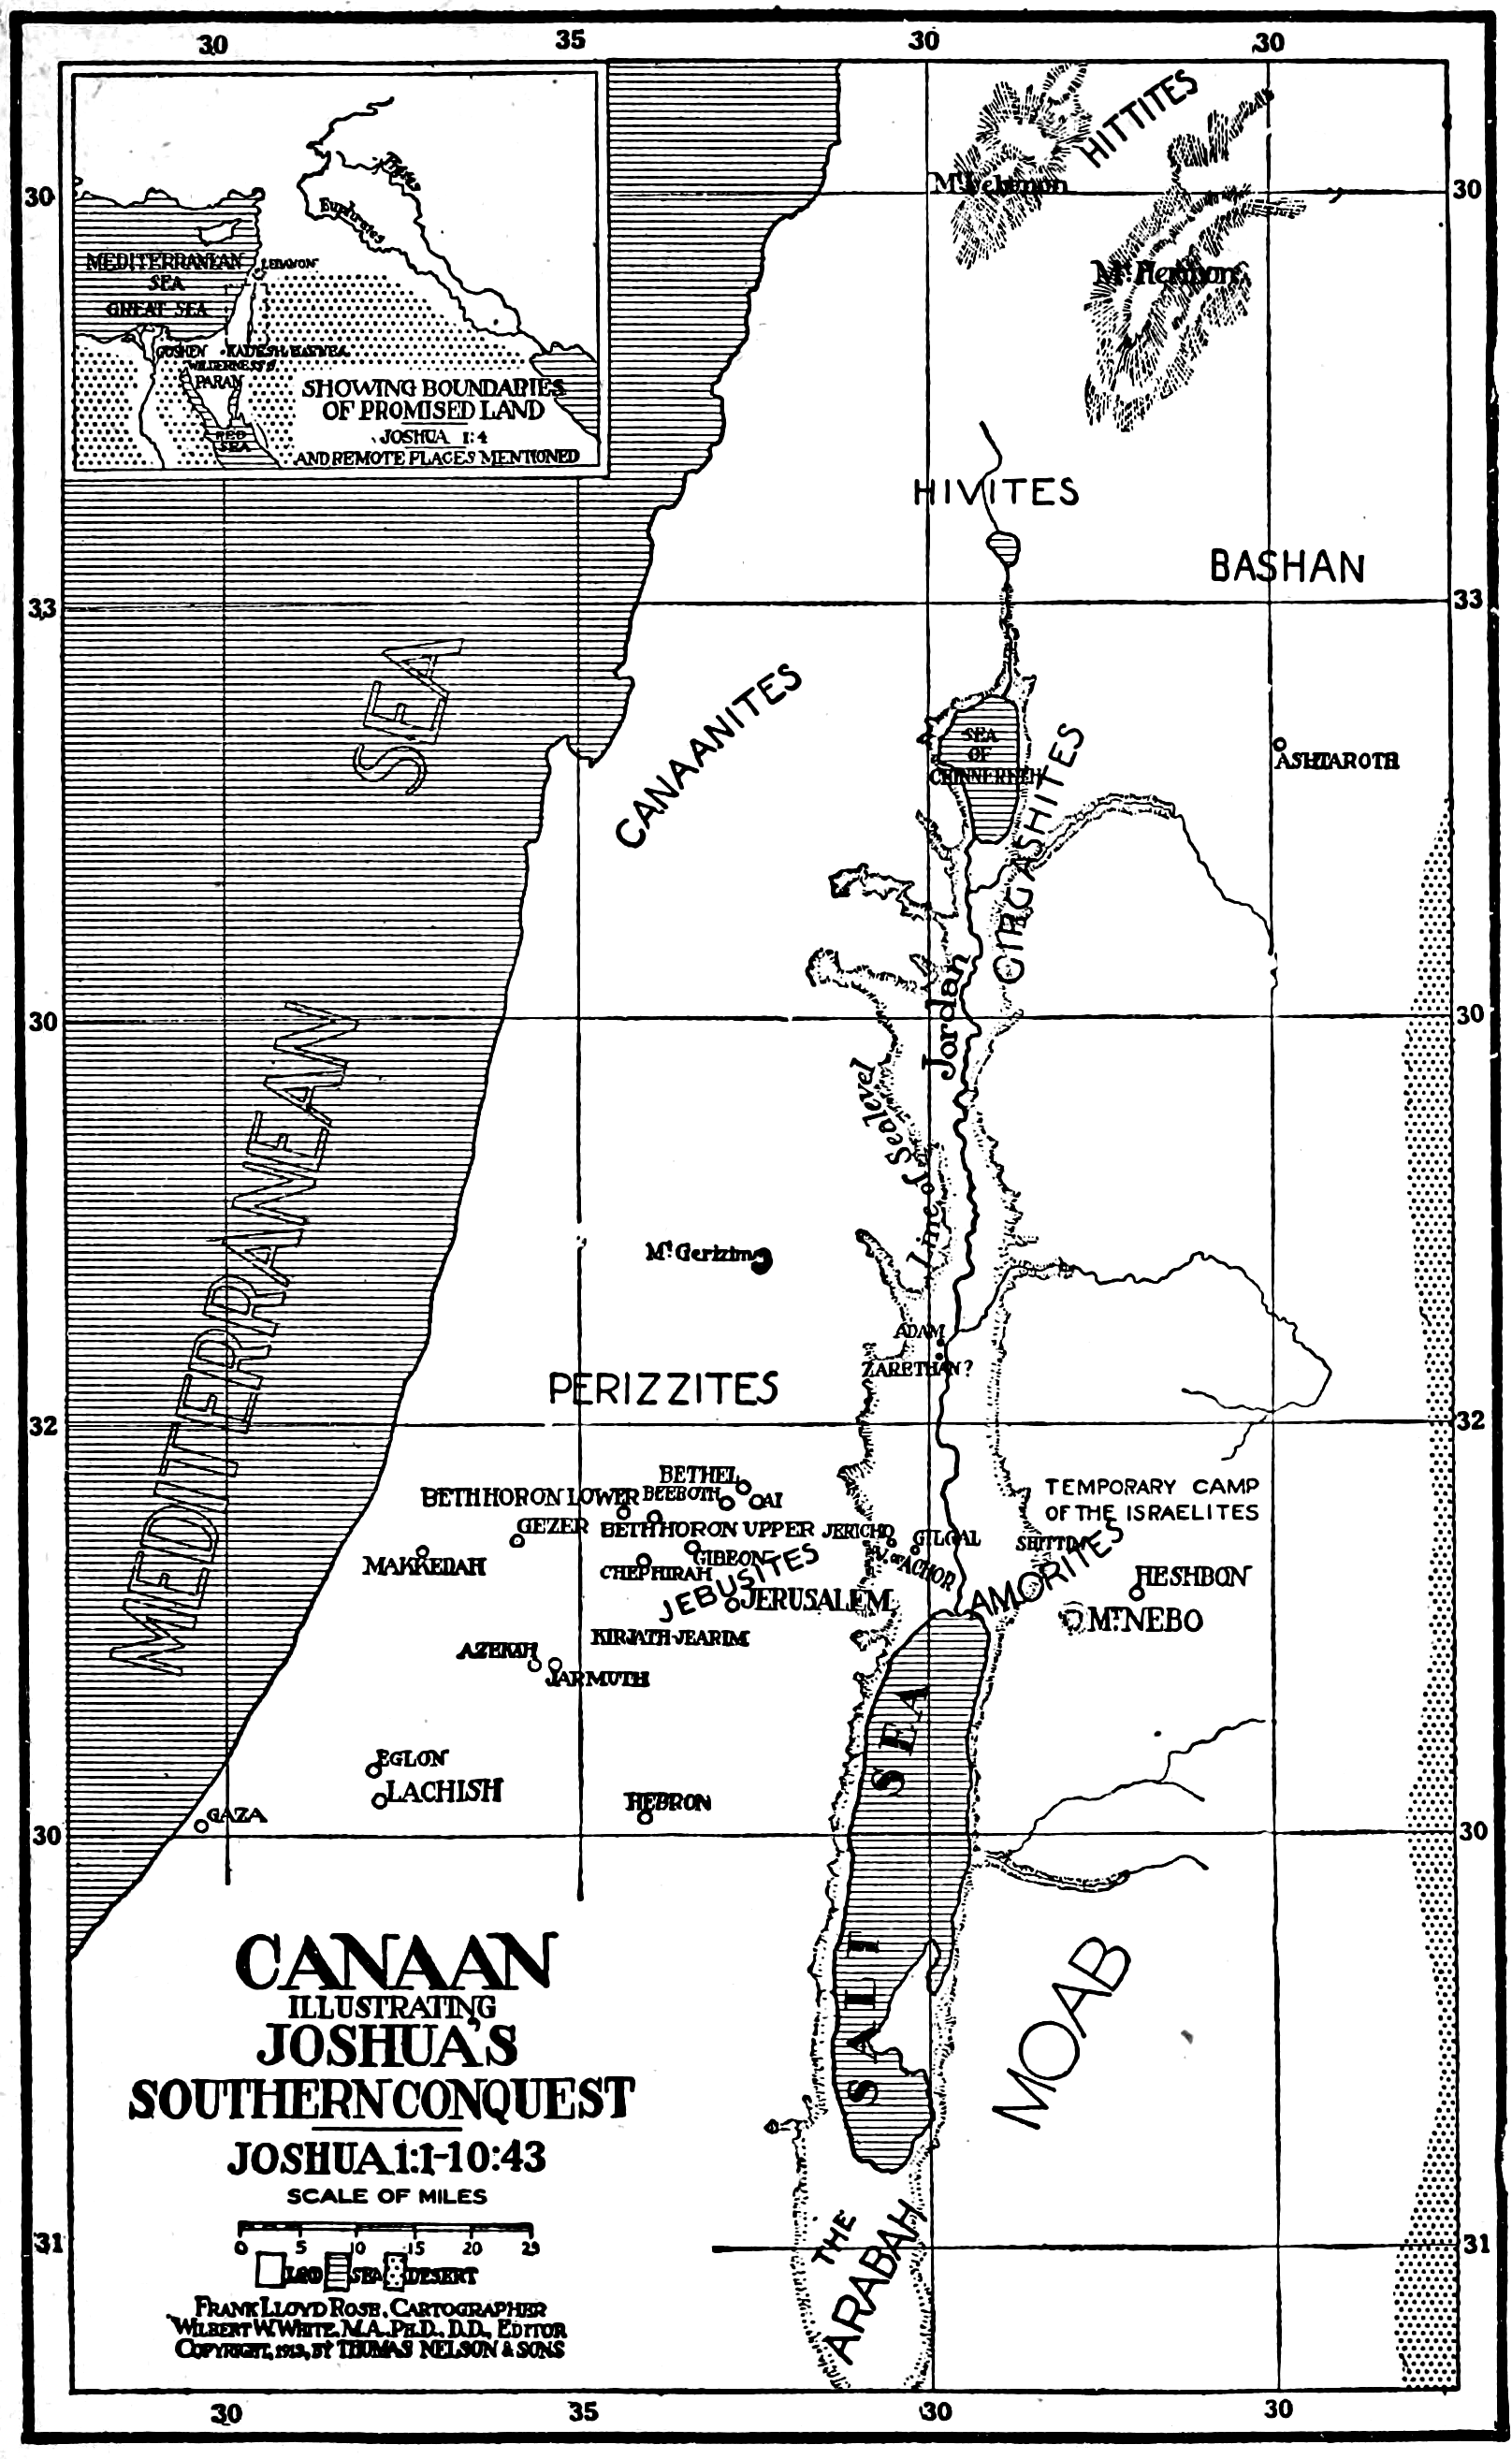 30 35 30 30
HITTITES
Mt. Lebanon
30 30
Mt. Hermon
Tigris
Euphrates
MEDITERRANEAN
SEA
GREAT SEA
LEBANON
GOSHEN KADESH BARNEA
WILDERNESS OF
PARAN
RED
SEA
SHOWING BOUNDARIES
OF PROMISED LAND
JOSHUA 1:4
AND REMOTE PLACES MENTIONED
HIVITES
BASHAN
33 33
MEDITERRANEAN SEA
CANAANITES
SEA
OF
CHINNERETH
ASHTAROTH
GIRGASHITES
30 30
Jordan
Line of Sealevel
Mt. Gerizim
ADAM
ZARETHAN?
PERIZZITES
32 32
BETHEL
BETH HORON LOWER BEEROTH AI
TEMPORARY CAMP
OF THE ISRAELITES
GEZER BETH HORON UPPER JERICHO GILGAL SHITTIM
MAKKEDAH CHEPHIRAH GIBEON V. OF ACHOR
JEBUSITES AMORITES HESHBON
JERUSALEM MT. NEBO
KIRJATH-JEARIM
AZEKAH
JARMUTH
EGLON
LACHISH
GAZA
HEBRON
30 30
SALT SEA
MOAB
CANAAN
ILLUSTRATING
JOSHUA'S
SOUTHERN CONQUEST
JOSHUA 1:1-10:43
SCALE OF MILES
0 5 10 15 20 25
SEA DESERT
31 31
THE
ARABAH
FRANK LLOYD ROSE, CARTOGRAPHER
WILBERT W. WHITE, M.A., PH.D., D.D., EDITOR
COPYRIGHT, 1913, BY THOMAS NELSON & SONS
30 35 30 30